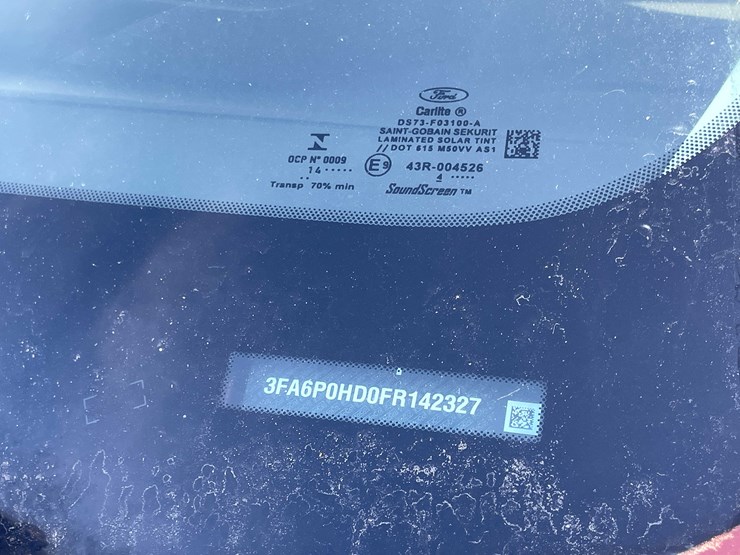 Ford
Carlite ®
DS73-F03100-A
SAINT-GOBAIN SEKURIT
LAMINATED SOLAR TINT
// DOT 615 M50VV AS1
OCP Nº 0009
14 .....
..
Transp 70% min
E9
43R-004526
4 .....
SoundScreen ™
3FA6P0HD0FR142327